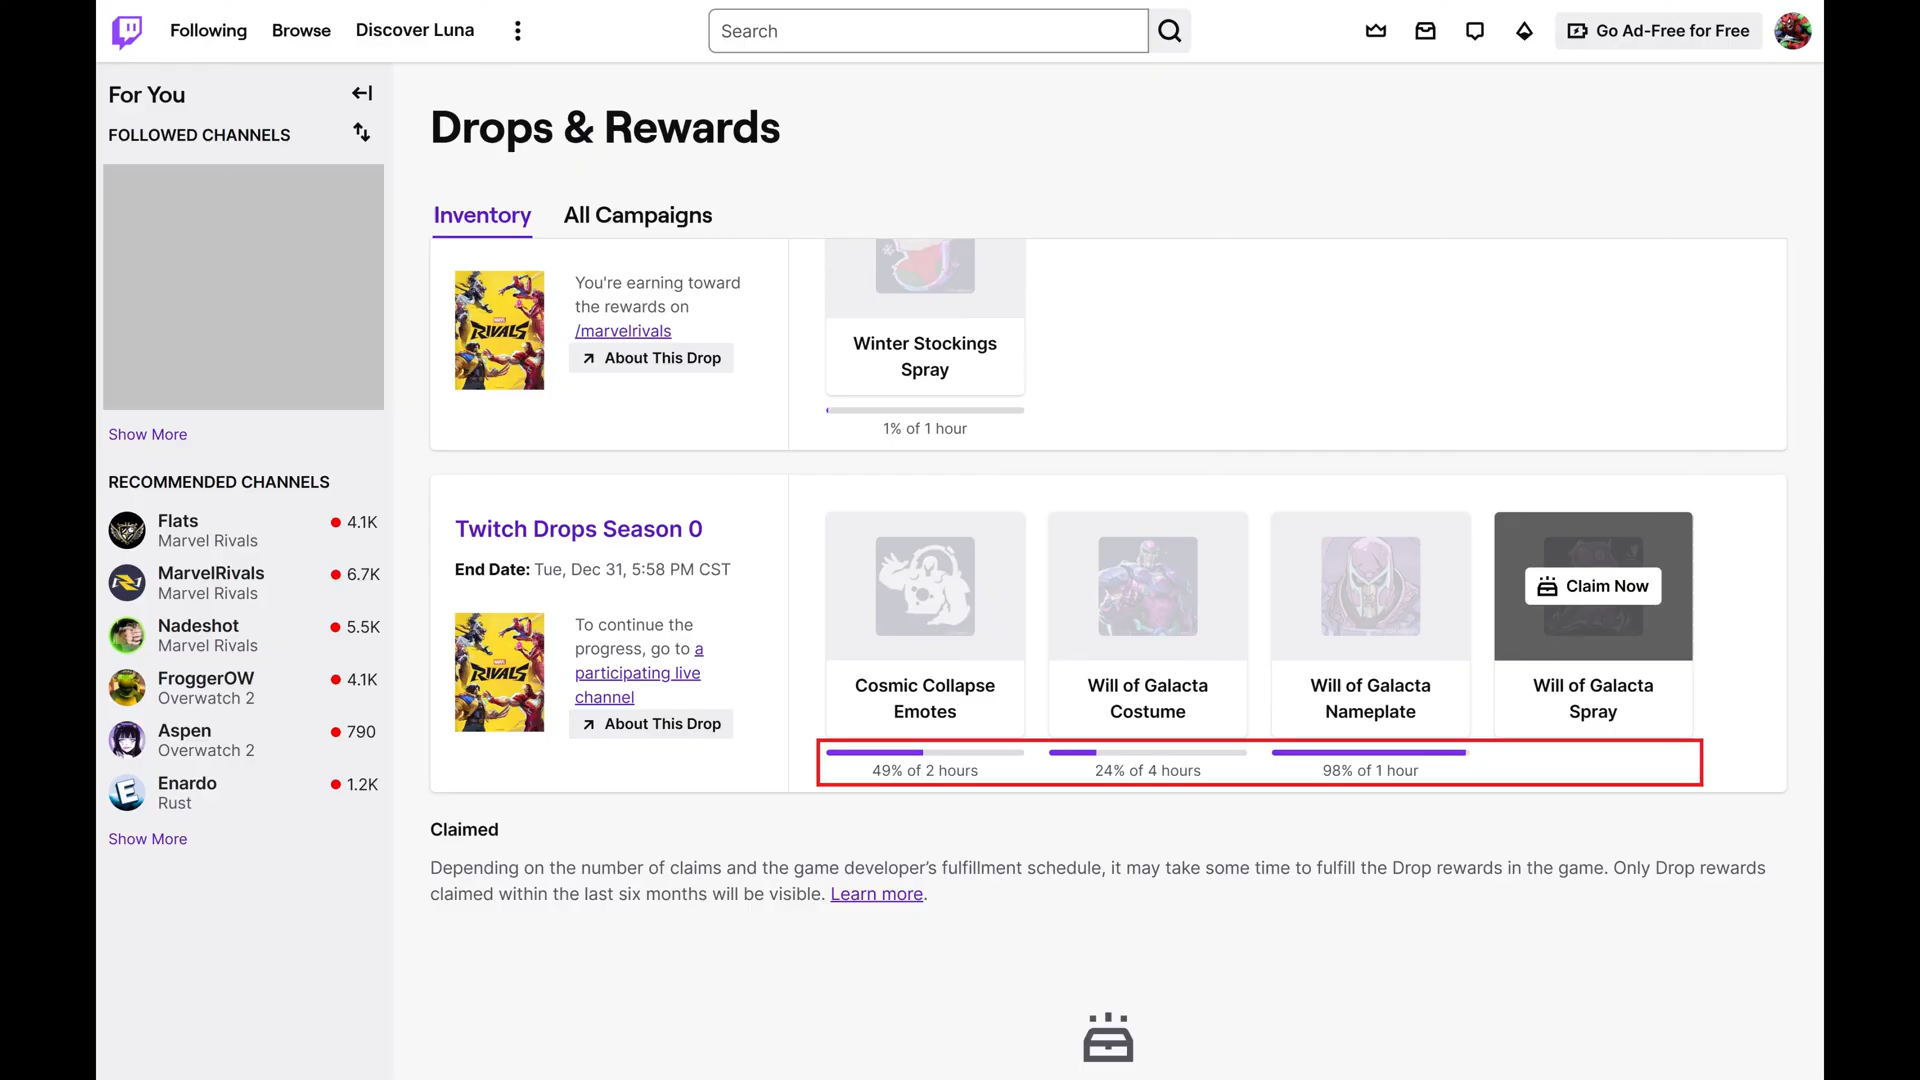 Following
Browse
Discover Luna
Search
Go Ad-Free for Free
For You
FOLLOWED CHANNELS
Show More
RECOMMENDED CHANNELS
Flats
Marvel Rivals
4.1K
MarvelRivals
Marvel Rivals
6.7K
Nadeshot
Marvel Rivals
5.5K
FroggerOW
Overwatch 2
4.1K
Aspen
Overwatch 2
790
Enardo
Rust
1.2K
Show More
Drops & Rewards
Inventory
All Campaigns
MARVEL
RIVALS
You're earning toward
the rewards on
/marvelrivals
About This Drop
Winter Stockings
Spray
1% of 1 hour
Twitch Drops Season 0
End Date: Tue, Dec 31, 5:58 PM CST
MARVEL
RIVALS
To continue the
progress, go to a
participating live
channel
About This Drop
Cosmic Collapse
Emotes
49% of 2 hours
Will of Galacta
Costume
24% of 4 hours
Will of Galacta
Nameplate
98% of 1 hour
Claim Now
Will of Galacta
Spray
Claimed
Depending on the number of claims and the game developer’s fulfillment schedule, it may take some time to fulfill the Drop rewards in the game. Only Drop rewards
claimed within the last six months will be visible. Learn more.